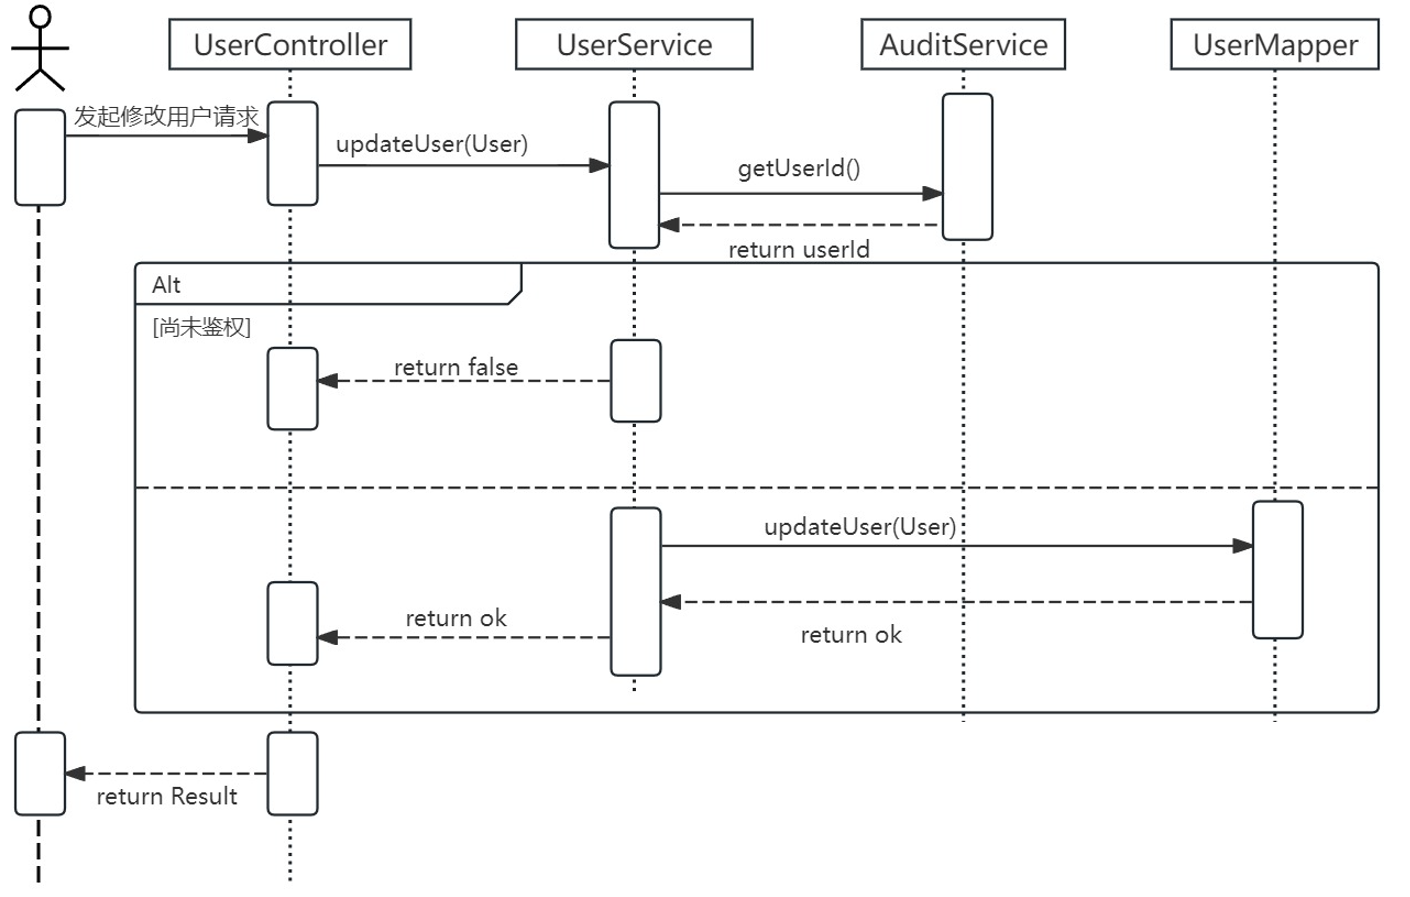 UserController
UserService
AuditService
UserMapper
发起修改用户请求
updateUser(User)
getUserId()
return userId
Alt
[尚未鉴权]
return false
updateUser(User)
return ok
return ok
return Result